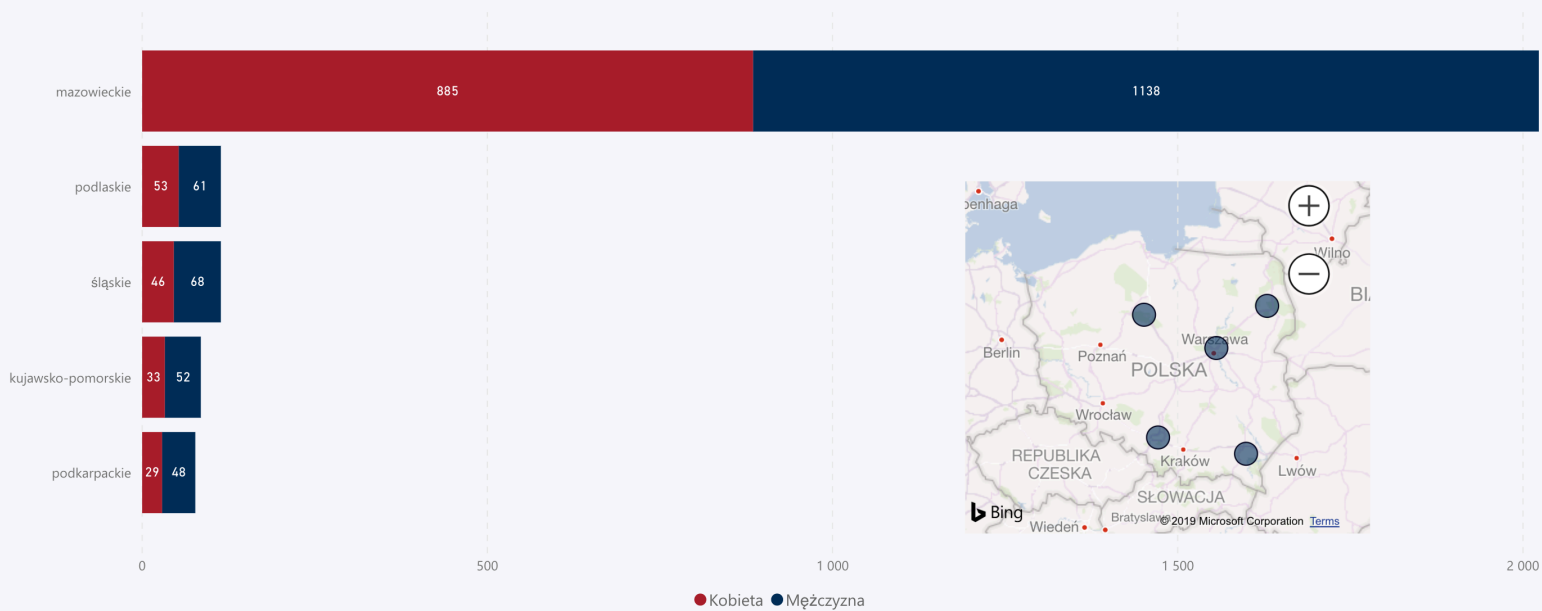 mazowieckie
885
1138
podlaskie
53
61
śląskie
46
68
kujawsko-pomorskie
33
52
podkarpackie
29
48
0
500
1 000
1 500
2 000
Kobieta
Mężczyzna
penhaga
Wilno
BIA
Berlin
Poznań
Warszawa
POLSKA
Wrocław
REPUBLIKA
CZESKA
Kraków
Lwów
SŁOWACJA
Wiedeń
Bratysława
Bing
© 2019 Microsoft Corporation Terms